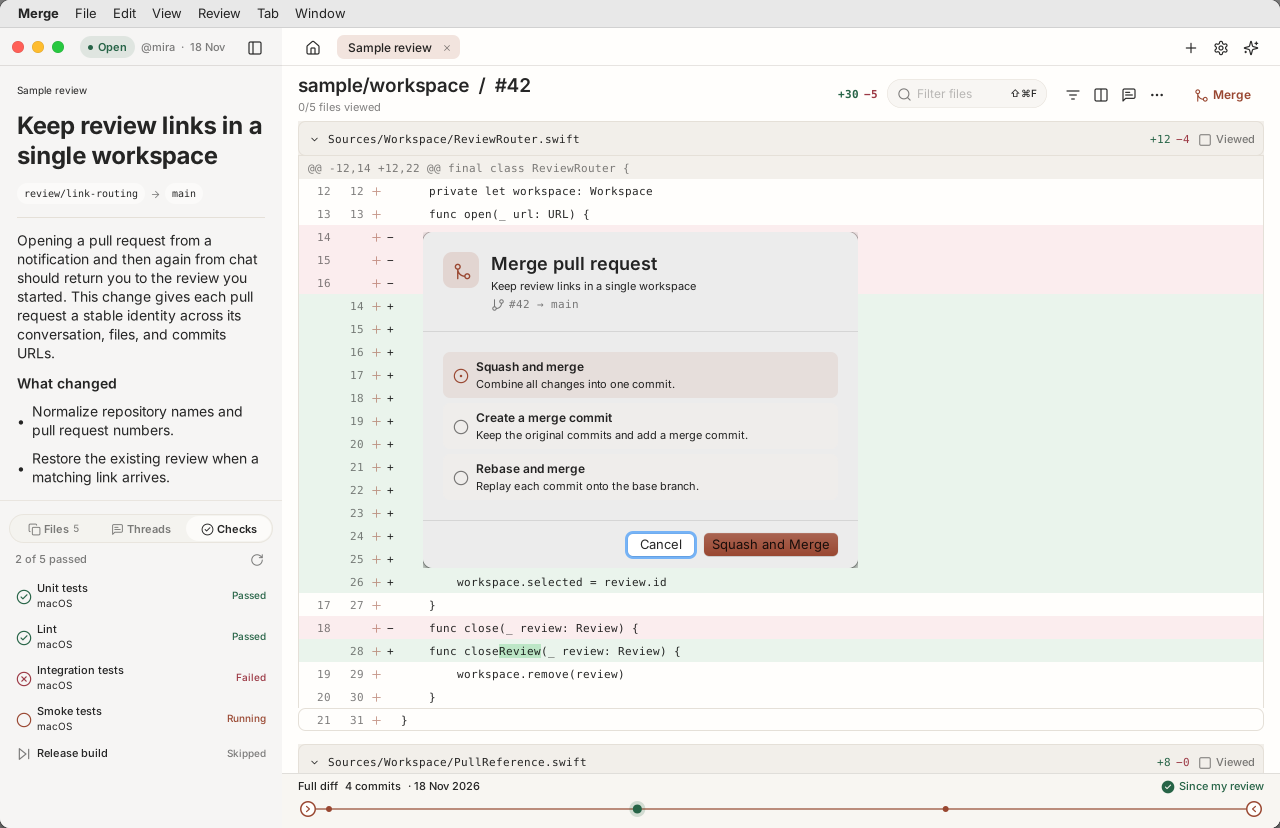 Merge File Edit View Review Tab Window
Open @mira · 18 Nov
Sample review ×
Sample review
Keep review links in a
single workspace
review/link-routing → main
Opening a pull request from a
notification and then again from chat
should return you to the review you
started. This change gives each pull
request a stable identity across its
conversation, files, and commits
URLs.
What changed
• Normalize repository names and
pull request numbers.
• Restore the existing review when a
matching link arrives.
Files 5 Threads Checks
2 of 5 passed
Unit tests
macOS
Passed
Lint
macOS
Passed
Integration tests
macOS
Failed
Smoke tests
macOS
Running
Release build
Skipped
sample/workspace / #42
0/5 files viewed
+30 −5
Filter files ⇧⌘F
Merge
Sources/Workspace/ReviewRouter.swift +12 −4 Viewed
@@ -12,14 +12,22 @@ final class ReviewRouter {
12 12 + private let workspace: Workspace
13 13 + func open(_ url: URL) {
14 −
15 −
16 −
14 + +
15 + +
16 + +
17 + +
18 + +
19 + +
20 + +
21 + +
22 + +
23 + +
24 + +
25 + +
26 + + workspace.selected = review.id
17 27 + }
18 − func close(_ review: Review) {
28 + + func closeReview(_ review: Review) {
19 29 + workspace.remove(review)
20 30 + }
21 31 + }
Sources/Workspace/PullReference.swift +8 −0 Viewed
Merge pull request
Keep review links in a single workspace
#42 → main
Squash and merge
Combine all changes into one commit.
Create a merge commit
Keep the original commits and add a merge commit.
Rebase and merge
Replay each commit onto the base branch.
Cancel Squash and Merge
Full diff 4 commits · 18 Nov 2026
Since my review